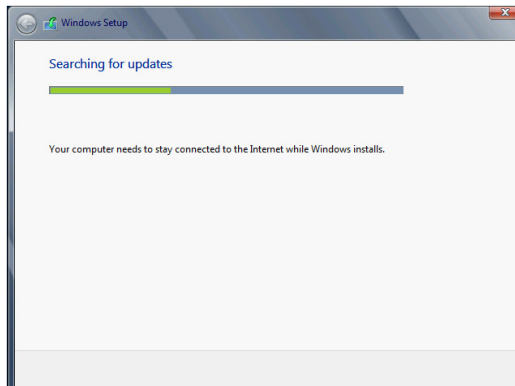 Windows Setup
Searching for updates
Your computer needs to stay connected to the Internet while Windows installs.